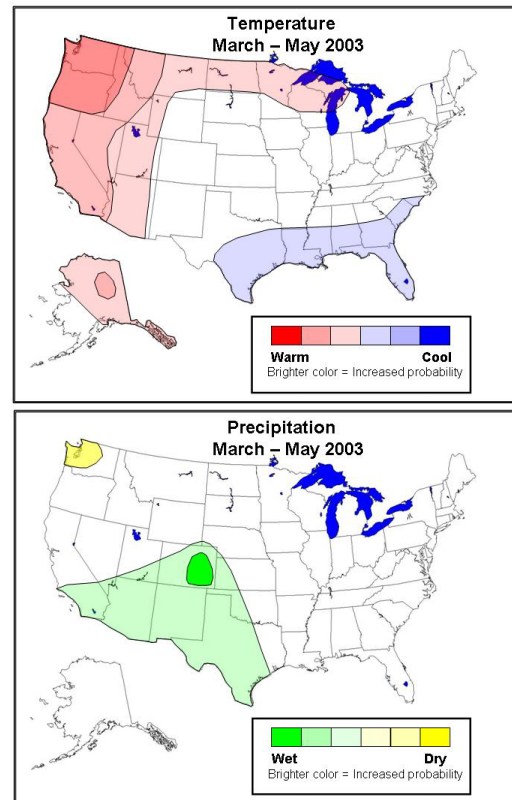 Temperature
March – May 2003
Warm Cool
Brighter color = Increased probability
Precipitation
March – May 2003
Wet Dry
Brighter color = Increased probability